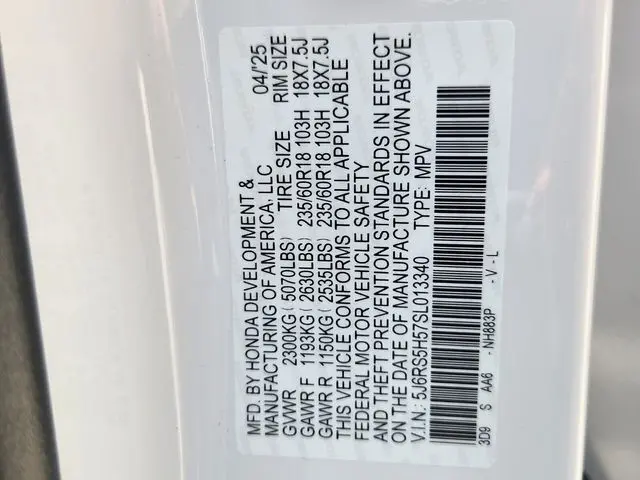 MFD. BY HONDA DEVELOPMENT & 04/'25
MANUFACTURING OF AMERICA, LLC
GVWR 2300KG ( 5070LBS) TIRE SIZE RIM SIZE
GAWR F 1193KG ( 2630LBS) 235/60R18 103H 18X7.5J
GAWR R 1150KG ( 2535LBS) 235/60R18 103H 18X7.5J
THIS VEHICLE CONFORMS TO ALL APPLICABLE
FEDERAL MOTOR VEHICLE SAFETY
AND THEFT PREVENTION STANDARDS IN EFFECT
ON THE DATE OF MANUFACTURE SHOWN ABOVE.
V.I.N.: 5J6RS5H57SL013340 TYPE: MPV
3D9 S AA6 - NH883P - V - L